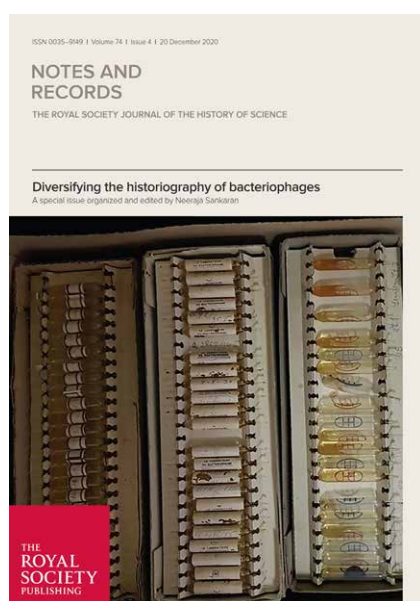 ISSN 0035–9149 I Volume 74 I Issue 4 I 20 December 2020
NOTES AND
RECORDS
THE ROYAL SOCIETY JOURNAL OF THE HISTORY OF SCIENCE
Diversifying the historiography of bacteriophages
A special issue organized and edited by Neeraja Sankaran
THE
ROYAL
SOCIETY
PUBLISHING